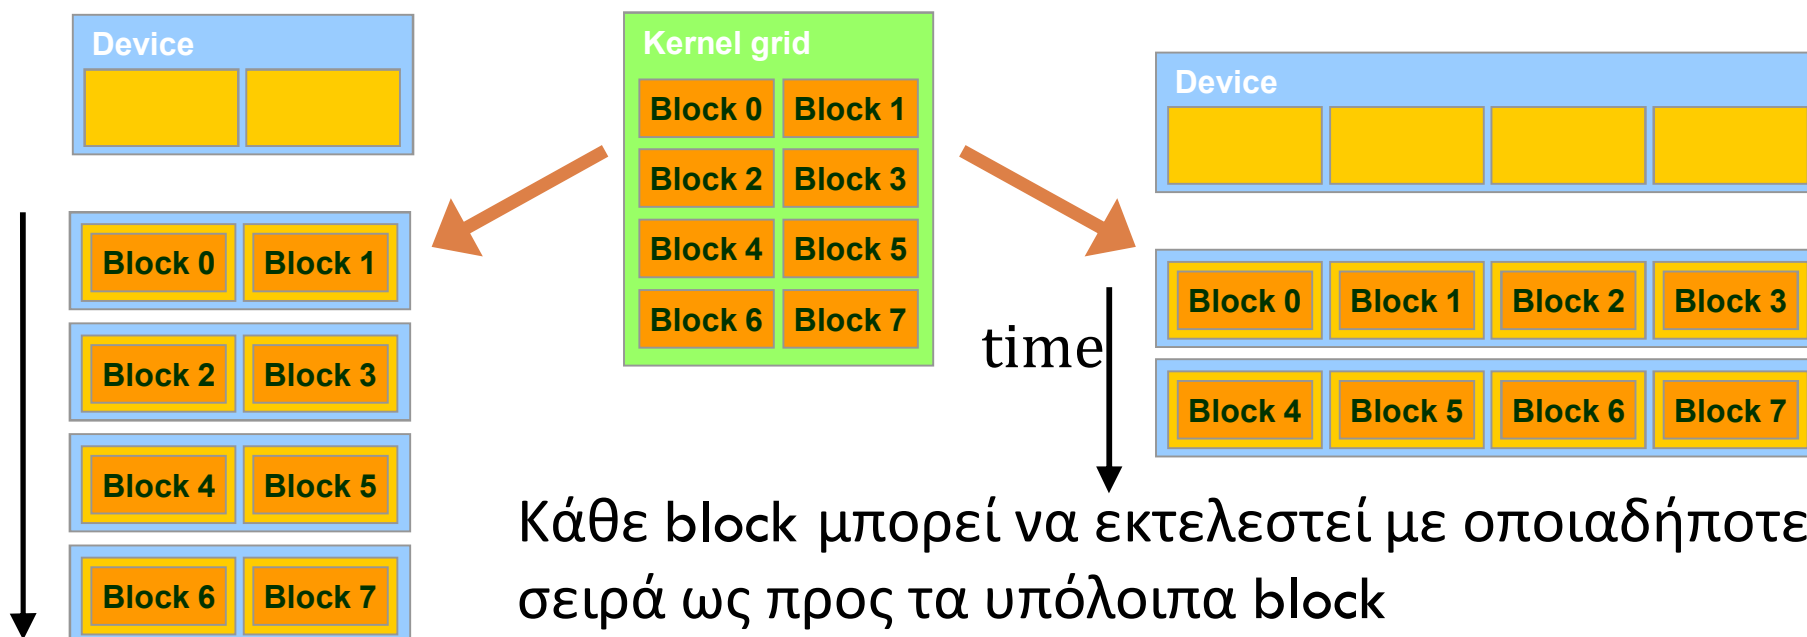 Device
Block 0 Block 1
Block 2 Block 3
Block 4 Block 5
Block 6 Block 7
Kernel grid
Block 0 Block 1
Block 2 Block 3
Block 4 Block 5
Block 6 Block 7
Device
time
Block 0 Block 1 Block 2 Block 3
Block 4 Block 5 Block 6 Block 7
Κάθε block μπορεί να εκτελεστεί με οποιαδήποτε
σειρά ως προς τα υπόλοιπα block